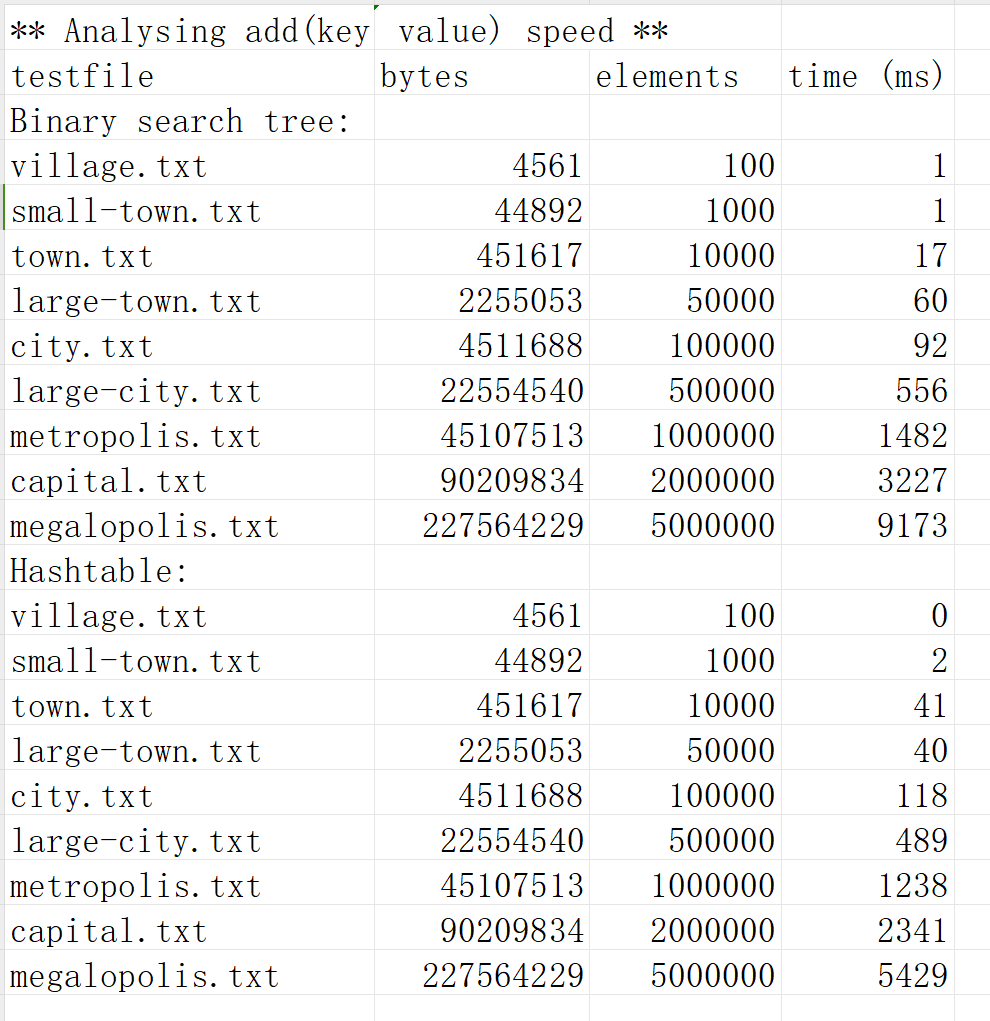 ** Analysing add(key value) speed **
testfile bytes elements time (ms)
Binary search tree:
village.txt 4561 100 1
small-town.txt 44892 1000 1
town.txt 451617 10000 17
large-town.txt 2255053 50000 60
city.txt 4511688 100000 92
large-city.txt 22554540 500000 556
metropolis.txt 45107513 1000000 1482
capital.txt 90209834 2000000 3227
megalopolis.txt 227564229 5000000 9173
Hashtable:
village.txt 4561 100 0
small-town.txt 44892 1000 2
town.txt 451617 10000 41
large-town.txt 2255053 50000 40
city.txt 4511688 100000 118
large-city.txt 22554540 500000 489
metropolis.txt 45107513 1000000 1238
capital.txt 90209834 2000000 2341
megalopolis.txt 227564229 5000000 5429